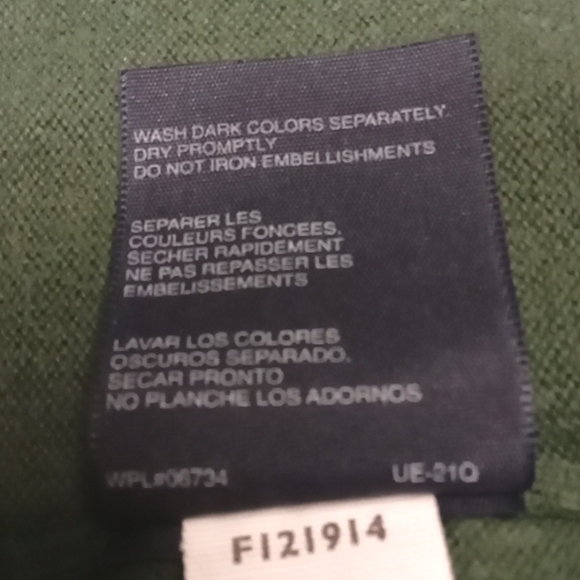 WASH DARK COLORS SEPARATELY.
DRY PROMPTLY
DO NOT IRON EMBELLISHMENTS
SEPARER LES
COULEURS FONCEES.
SECHER RAPIDEMENT
NE PAS REPASSER LES
EMBELISSEMENTS
LAVAR LOS COLORES
OSCUROS SEPARADO.
SECAR PRONTO
NO PLANCHE LOS ADORNOS
WPL#06734 UE-21Q
F121914